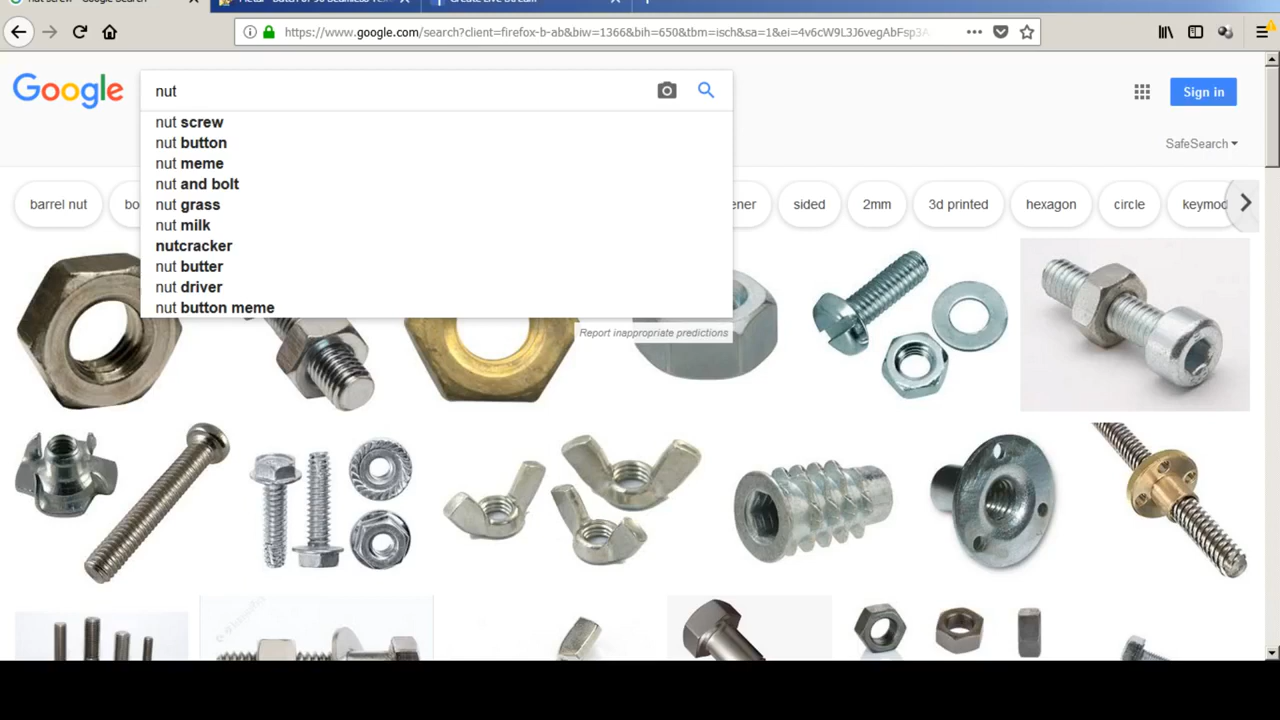 https://www.google.com/search?client=firefox-b-ab&biw=1366&bih=650&tbm=isch&sa=1&ei=4v6cW9L3J6vegAbFsp3A
Google
nut
Sign in
SafeSearch
nut screw
nut button
nut meme
nut and bolt
nut grass
nut milk
nutcracker
nut butter
nut driver
nut button meme
Report inappropriate predictions
barrel nut
sided
2mm
3d printed
hexagon
circle
keymod